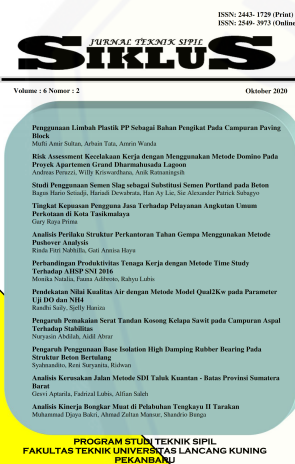 ISSN: 2443- 1729 (Print)
ISSN: 2549- 3973 (Online
JURNAL TEKNIK SIPIL
SIKLUS
Volume : 6 Nomor : 2
Oktober 2020
Penggunaan Limbah Plastik PP Sebagai Bahan Pengikat Pada Campuran Paving
Block
Mufti Amir Sultan, Arbain Tata, Amrin Wanda
Risk Assessment Kecelakaan Kerja dengan Menggunakan Metode Domino Pada
Proyek Apartemen Grand Dharmahusada Lagoon
Andreas Peruzzi, Willy Kriswardhana, Anik Ratnaningsih
Studi Penggunaan Semen Slag sebagai Substitusi Semen Portland pada Beton
Bagus Hario Setiadji, Hariadi Dewabrata, Han Ay Lie, Sie Alexander Patrick Subagyo
Tingkat Kepuasan Pengguna Jasa Terhadap Pelayanan Angkutan Umum
Perkotaan di Kota Tasikmalaya
Gary Raya Prima
Analisis Perilaku Struktur Perkantoran Tahan Gempa Menggunakan Metode
Pushover Analysis
Rinda Fitri Nabhilla, Gati Annisa Hayu
Perbandingan Produktivitas Tenaga Kerja dengan Metode Time Study
Terhadap AHSP SNI 2016
Monika Natalia, Fauna Adibroto, Rahyu Lubis
Pendekatan Nilai Kualitas Air dengan Metode Model Qual2Kw pada Parameter
Uji DO dan NH4
Randhi Saily, Sjelly Haniza
Pengaruh Pemakaian Serat Tandan Kosong Kelapa Sawit pada Campuran Aspal
Terhadap Stabilitas
Nuryasin Abdilah, Aidil Abrar
Pengaruh Penggunaan Base Isolation High Damping Rubber Bearing Pada
Struktur Beton Bertulang
Syahnandito, Reni Suryanita, Ridwan
Analisis Kerusakan Jalan Metode SDI Taluk Kuantan - Batas Provinsi Sumatera
Barat
Gesvi Aptarila, Fadrizal Lubis, Alfian Saleh
Analisis Kinerja Bongkar Muat di Pelabuhan Tengkayu II Tarakan
Muhammad Djaya Bakri, Ahmad Zultan Mansur, Shandrio Bunga
PROGRAM STUDI TEKNIK SIPIL
FAKULTAS TEKNIK UNIVERSITAS LANCANG KUNING
PEKANBARU